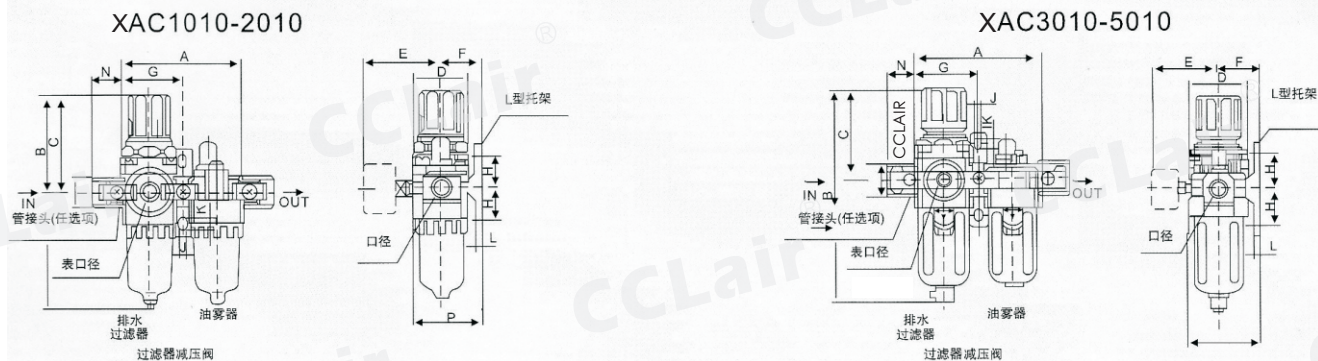 XAC1010-2010
A
N
G
B
C
IN
OUT
管接头(任选项)
K
J
表口径
排水
过滤器
油雾器
过滤器减压阀
E
F
D
L型托架
H
H
口径
L
P
XAC3010-5010
A
N
G
J
K
C
B
CCLAIR
IN
OUT
管接头(任选项)
表口径
排水
过滤器
油雾器
过滤器减压阀
E
F
D
L型托架
H
H
口径
L
CCLair
CCLair
®